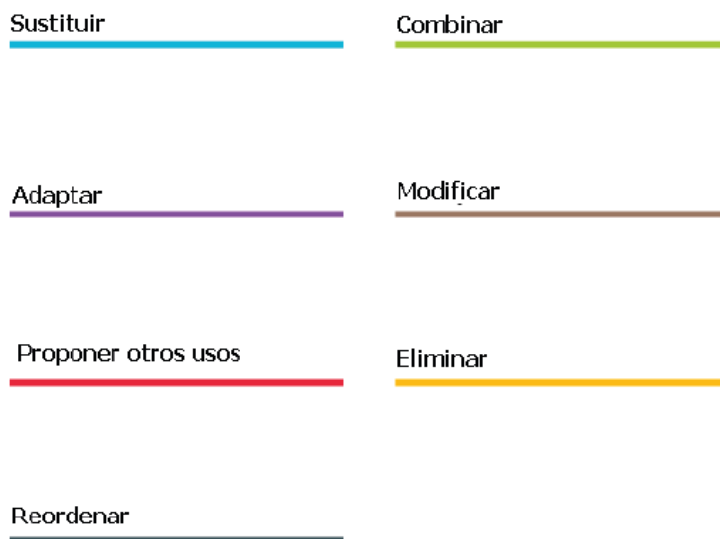 Sustituir
Combinar
Adaptar
Modificar
Proponer otros usos
Eliminar
Reordenar